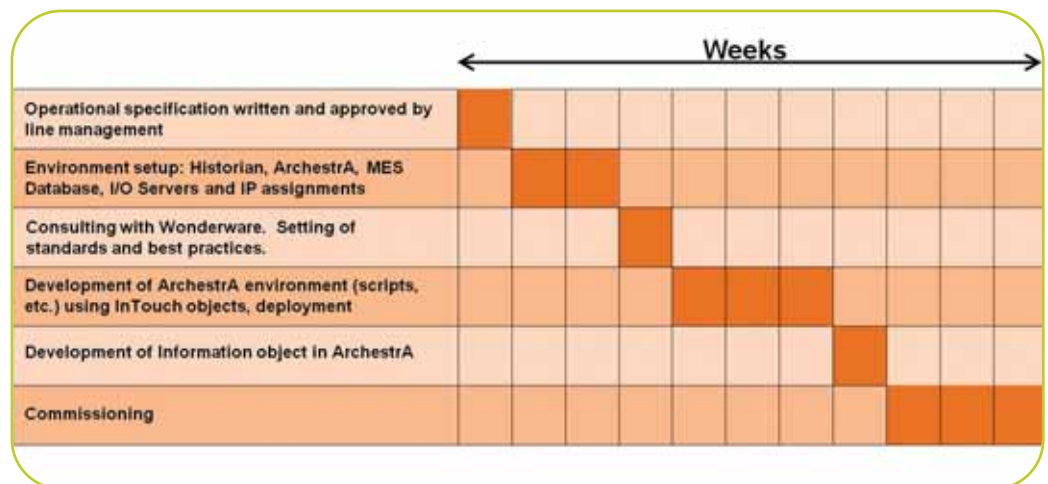 Weeks
Operational specification written and approved by
line management
Environment setup: Historian, ArchestrA, MES
Database, I/O Servers and IP assignments
Consulting with Wonderware. Setting of
standards and best practices.
Development of ArchestrA environment (scripts,
etc.) using InTouch objects, deployment
Development of Information object in ArchestrA
Commissioning